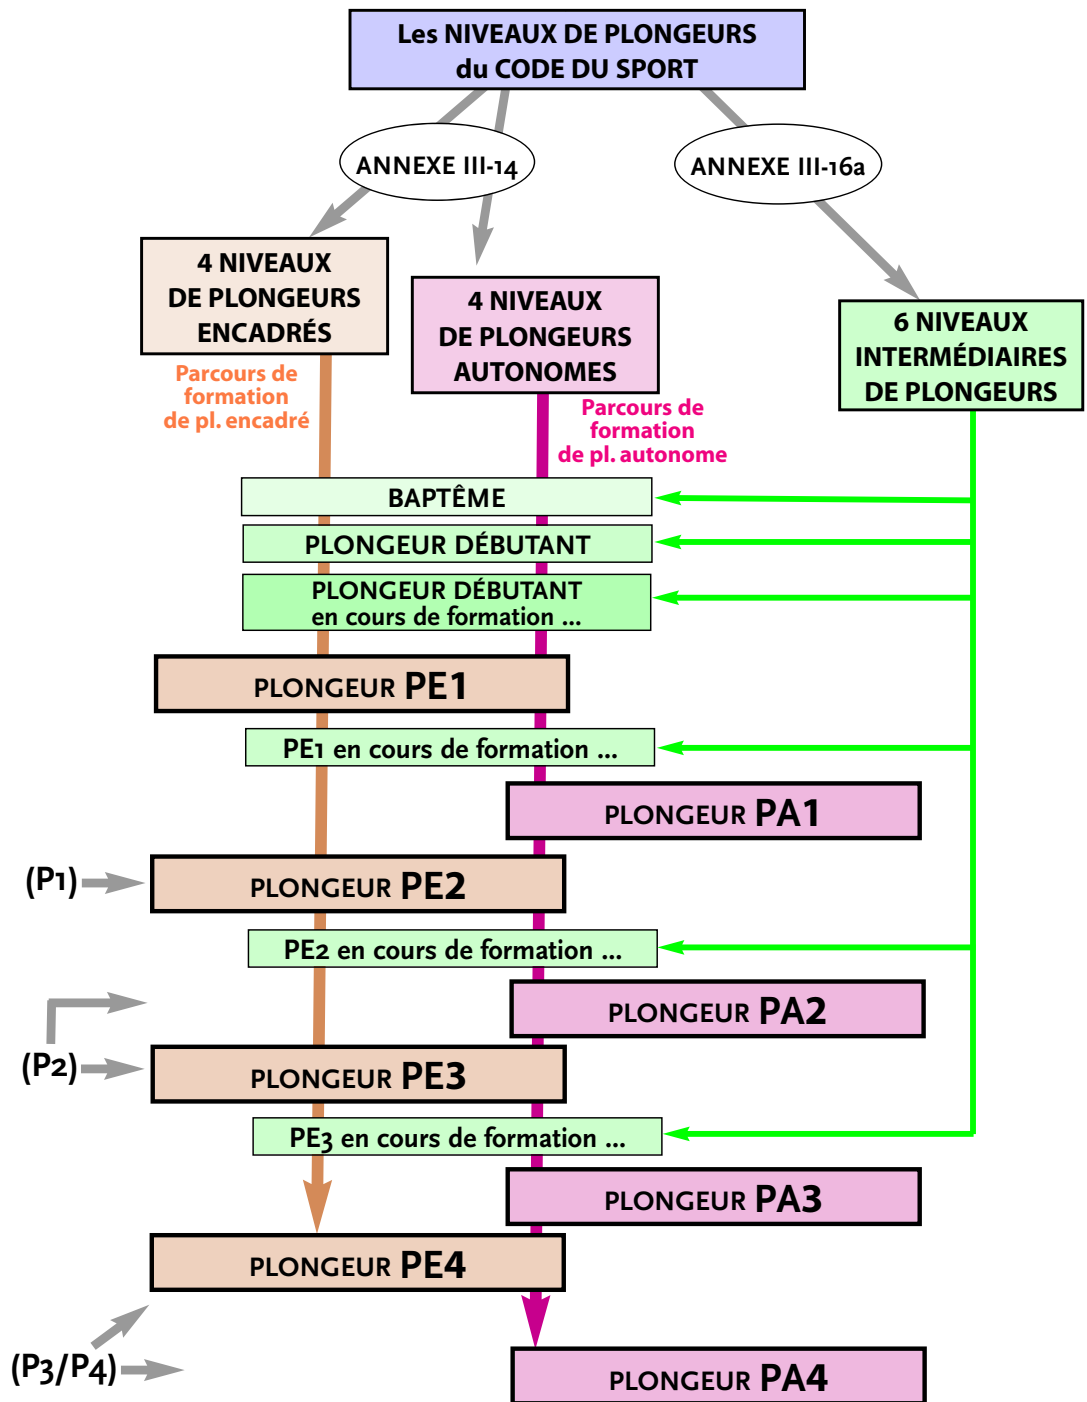 Les NIVEAUX DE PLONGEURS
du CODE DU SPORT
ANNEXE III-14
ANNEXE III-16a
4 NIVEAUX
DE PLONGEURS
ENCADRÉS
4 NIVEAUX
DE PLONGEURS
AUTONOMES
6 NIVEAUX
INTERMÉDIAIRES
DE PLONGEURS
Parcours de
formation
de pl. encadré
Parcours de
formation
de pl. autonome
BAPTÊME
PLONGEUR DÉBUTANT
PLONGEUR DÉBUTANT
en cours de formation ...
PLONGEUR PE1
PE1 en cours de formation ...
PLONGEUR PA1
(P1)
PLONGEUR PE2
PE2 en cours de formation ...
PLONGEUR PA2
(P2)
PLONGEUR PE3
PE3 en cours de formation ...
PLONGEUR PA3
PLONGEUR PE4
(P3/P4)
PLONGEUR PA4